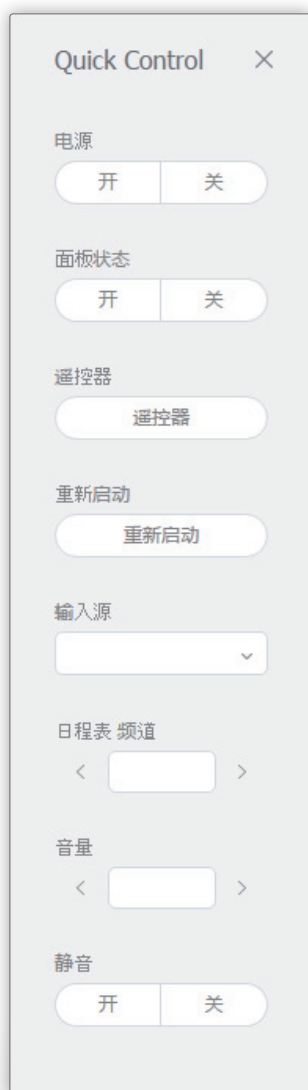 Quick Control
电源
开 关
面板状态
开 关
遥控器
遥控器
重新启动
重新启动
输入源
日程表 频道
音量
静音
开 关